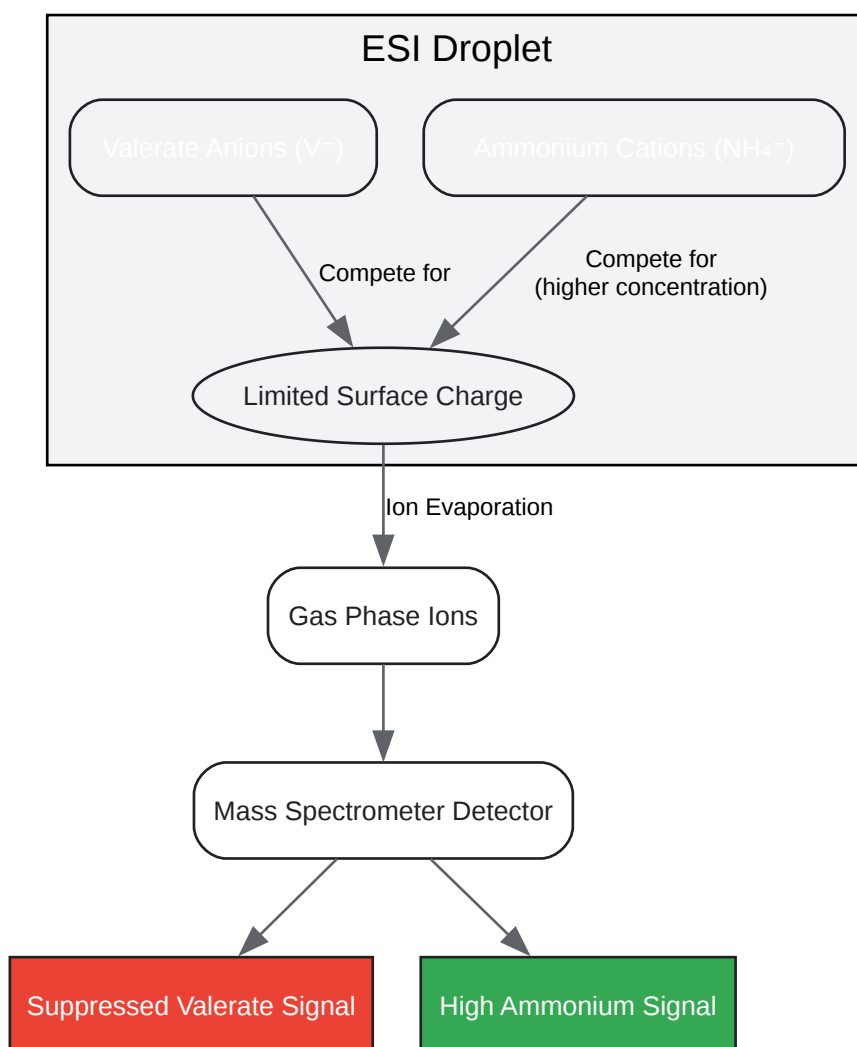 ESI Droplet
Valerate Anions (V⁻)
Ammonium Cations (NH₄⁺)
Compete for
Compete for
(higher concentration)
Limited Surface Charge
Ion Evaporation
Gas Phase Ions
Mass Spectrometer Detector
Suppressed Valerate Signal
High Ammonium Signal